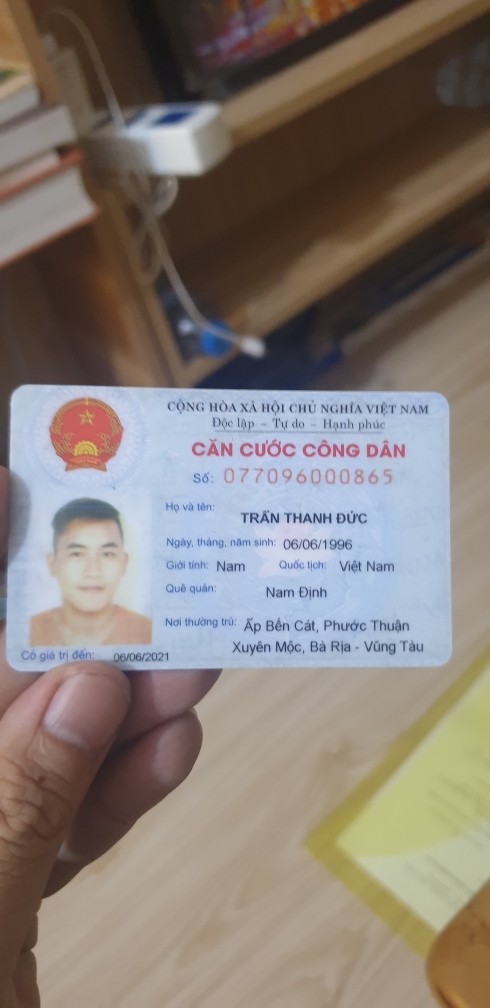 CỘNG HÒA XÃ HỘI CHỦ NGHĨA VIỆT NAM
Độc lập - Tự do - Hạnh phúc
CĂN CƯỚC CÔNG DÂN
Số: 077096000865
Họ và tên:
TRẦN THANH ĐỨC
Ngày, tháng, năm sinh: 06/06/1996
Giới tính: Nam Quốc tịch: Việt Nam
Quê quán: Nam Định
Nơi thường trú: Ấp Bến Cát, Phước Thuận
Xuyên Mộc, Bà Rịa - Vũng Tàu
Có giá trị đến: 06/06/2021